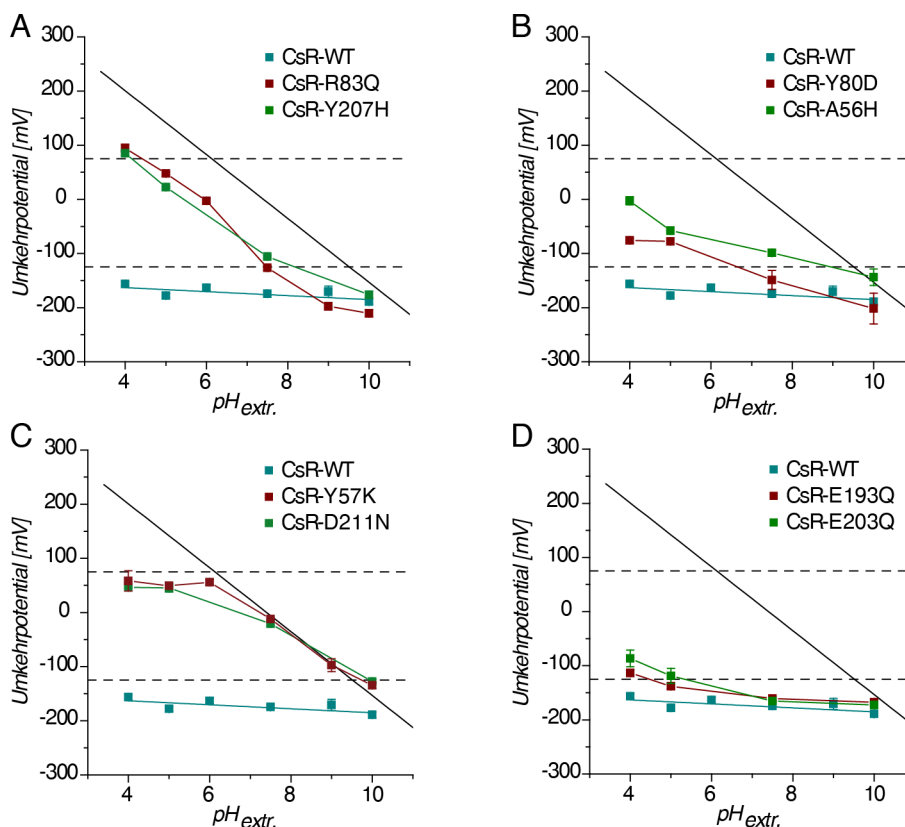 A
300
200
100
0
-100
-200
-300
Umkehrpotential [mV]
CsR-WT
CsR-R83Q
CsR-Y207H
4
6
8
10
pHextr.
B
300
200
100
0
-100
-200
-300
Umkehrpotential [mV]
CsR-WT
CsR-Y80D
CsR-A56H
4
6
8
10
pHextr.
C
300
200
100
0
-100
-200
-300
Umkehrpotential [mV]
CsR-WT
CsR-Y57K
CsR-D211N
4
6
8
10
pHextr.
D
300
200
100
0
-100
-200
-300
Umkehrpotential [mV]
CsR-WT
CsR-E193Q
CsR-E203Q
4
6
8
10
pHextr.